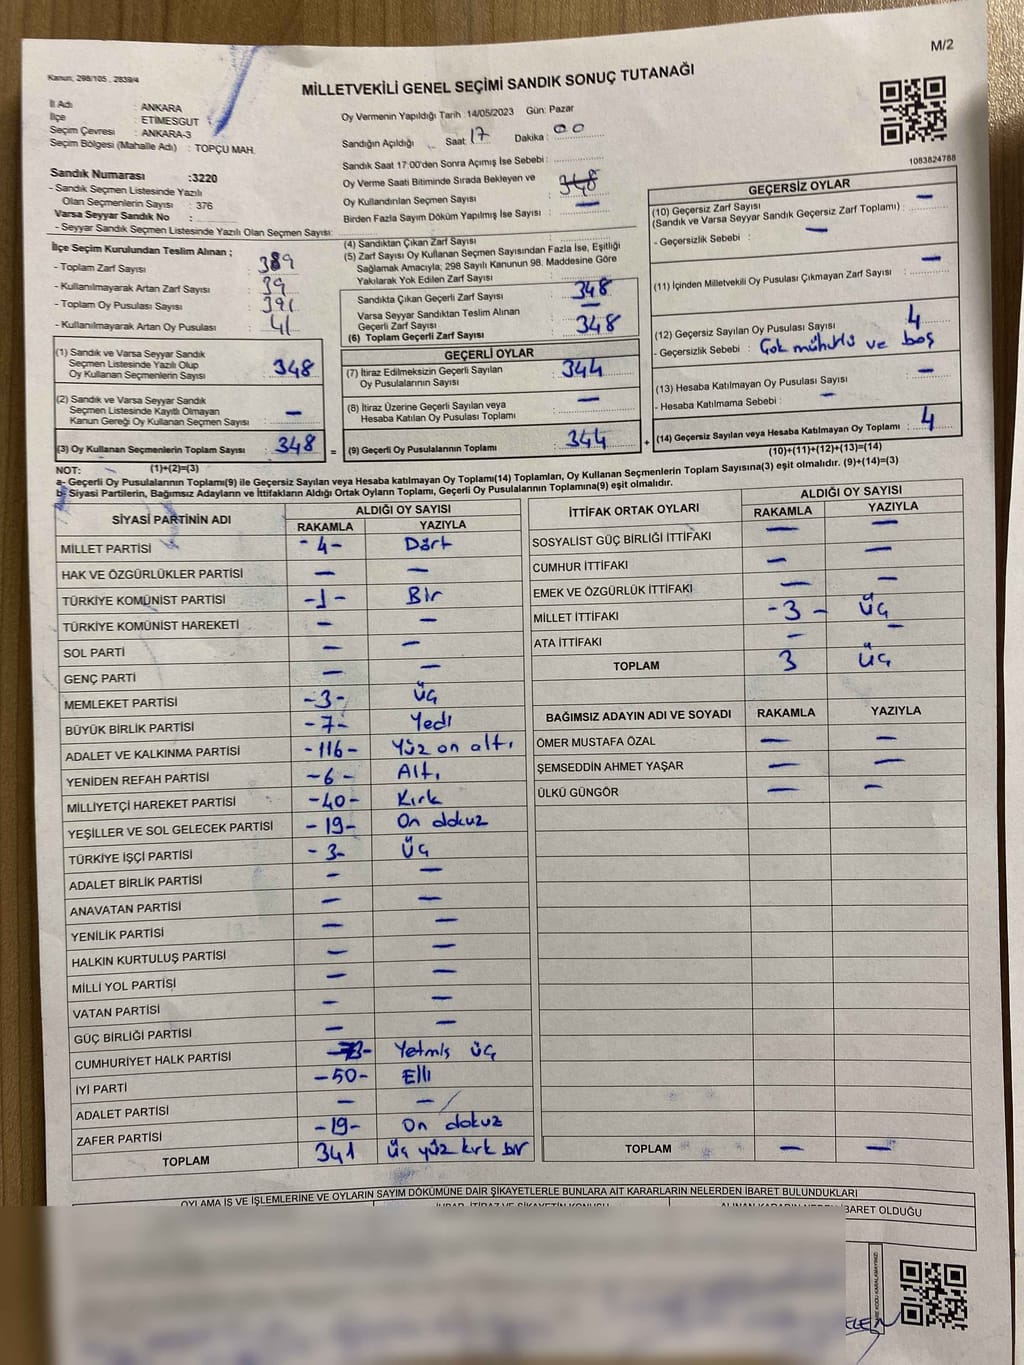 M/2
Kanun; 298/105 , 2839/4
MİLLETVEKİLİ GENEL SEÇİMİ SANDIK SONUÇ TUTANAĞI
İl Adı : ANKARA
İlçe : ETİMESGUT
Seçim Çevresi : ANKARA-3
Seçim Bölgesi (Mahalle Adı) : TOPÇU MAH.
Sandık Numarası :3220
- Sandık Seçmen Listesinde Yazılı
Olan Seçmenlerin Sayısı : 376
Varsa Seyyar Sandık No :
- Seyyar Sandık Seçmen Listesinde Yazılı Olan Seçmen Sayısı:
Oy Vermenin Yapıldığı Tarih :14/05/2023 Gün: Pazar
Sandığın Açıldığı Saat 17 Dakika : 00
Sandık Saat 17:00'den Sonra Açımış İse Sebebi :
Oy Verme Saati Bitiminde Sırada Bekleyen ve 348
Oy Kullandırılan Seçmen Sayısı : —
Birden Fazla Sayım Döküm Yapılmış İse Sayısı :
1083824788
İlçe Seçim Kurulundan Teslim Alınan ;
- Toplam Zarf Sayısı : 389
- Kullanılmayarak Artan Zarf Sayısı : 39
- Toplam Oy Pusulası Sayısı : 391
- Kullanılmayarak Artan Oy Pusulası : 41
(4) Sandıktan Çıkan Zarf Sayısı :
(5) Zarf Sayısı Oy Kullanan Seçmen Sayısından Fazla İse, Eşitliği
Sağlamak Amacıyla; 298 Sayılı Kanunun 98. Maddesine Göre
Yakılarak Yok Edilen Zarf Sayısı :
Sandıkta Çıkan Geçerli Zarf Sayısı : 348
Varsa Seyyar Sandıktan Teslim Alınan
Geçerli Zarf Sayısı : —
(6) Toplam Geçerli Zarf Sayısı : 348
GEÇERSİZ OYLAR
(10) Geçersiz Zarf Sayısı : —
(Sandık ve Varsa Seyyar Sandık Geçersiz Zarf Toplamı)
- Geçersizlik Sebebi : —
(11) İçinden Milletvekili Oy Pusulası Çıkmayan Zarf Sayısı : —
(12) Geçersiz Sayılan Oy Pusulası Sayısı : 4
- Geçersizlik Sebebi : Çok mühürlü ve boş
(13) Hesaba Katılmayan Oy Pusulası Sayısı : —
- Hesaba Katılmama Sebebi : —
(14) Geçersiz Sayılan veya Hesaba Katılmayan Oy Toplamı : 4
(10)+(11)+(12)+(13)=(14)
(1) Sandık ve Varsa Seyyar Sandık
Seçmen Listesinde Yazılı Olup
Oy Kullanan Seçmenlerin Sayısı : 348
(2) Sandık ve Varsa Seyyar Sandık
Seçmen Listesinde Kayıtlı Olmayan
Kanun Gereği Oy Kullanan Seçmen Sayısı : —
(3) Oy Kullanan Seçmenlerin Toplam Sayısı : 348
GEÇERLİ OYLAR
(7) İtiraz Edilmeksizin Geçerli Sayılan
Oy Pusulalarının Sayısı : 344
(8) İtiraz Üzerine Geçerli Sayılan veya
Hesaba Katılan Oy Pusulası Toplamı : —
= (9) Geçerli Oy Pusulalarının Toplamı : 344 +
NOT: (1)+(2)=(3)
a- Geçerli Oy Pusulalarının Toplamı(9) ile Geçersiz Sayılan veya Hesaba katılmayan Oy Toplamı(14) Toplamları, Oy Kullanan Seçmenlerin Toplam Sayısına(3) eşit olmalıdır. (9)+(14)=(3)
b- Siyasi Partilerin, Bağımsız Adayların ve İttifakların Aldığı Ortak Oyların Toplamı, Geçerli Oy Pusulalarının Toplamına(9) eşit olmalıdır.
SİYASİ PARTİNİN ADI ALDIĞI OY SAYISI
RAKAMLA YAZIYLA
MİLLET PARTİSİ -4- Dört
HAK VE ÖZGÜRLÜKLER PARTİSİ — —
TÜRKİYE KOMÜNİST PARTİSİ -1- Bir
TÜRKİYE KOMÜNİST HAREKETİ — —
SOL PARTİ — —
GENÇ PARTİ — —
MEMLEKET PARTİSİ -3- Üç
BÜYÜK BİRLİK PARTİSİ -7- Yedi
ADALET VE KALKINMA PARTİSİ -116- Yüz on altı
YENİDEN REFAH PARTİSİ -6- Altı
MİLLİYETÇİ HAREKET PARTİSİ -40- Kırk
YEŞİLLER VE SOL GELECEK PARTİSİ -19- On dokuz
TÜRKİYE İŞÇİ PARTİSİ -3- Üç
ADALET BİRLİK PARTİSİ — —
ANAVATAN PARTİSİ — —
YENİLİK PARTİSİ — —
HALKIN KURTULUŞ PARTİSİ — —
MİLLİ YOL PARTİSİ — —
VATAN PARTİSİ — —
GÜÇ BİRLİĞİ PARTİSİ — —
CUMHURİYET HALK PARTİSİ -73- Yetmiş üç
İYİ PARTİ -50- Elli
ADALET PARTİSİ — —
ZAFER PARTİSİ -19- On dokuz
TOPLAM 341 üç yüz kırk bir
İTTİFAK ORTAK OYLARI ALDIĞI OY SAYISI
RAKAMLA YAZIYLA
SOSYALİST GÜÇ BİRLİĞİ İTTİFAKI — —
CUMHUR İTTİFAKI — —
EMEK VE ÖZGÜRLÜK İTTİFAKI — —
MİLLET İTTİFAKI -3- Üç
ATA İTTİFAKI — —
TOPLAM 3 Üç
BAĞIMSIZ ADAYIN ADI VE SOYADI RAKAMLA YAZIYLA
ÖMER MUSTAFA ÖZAL — —
ŞEMSEDDİN AHMET YAŞAR — —
ÜLKÜ GÜNGÖR — —
TOPLAM — —
OYLAMA İŞ VE İŞLEMLERİNE VE OYLARIN SAYIM DÖKÜMÜNE DAİR ŞİKAYETLERLE BUNLARA AİT KARARLARIN NELERDEN İBARET BULUNDUKLARI
İBARET OLDUĞU